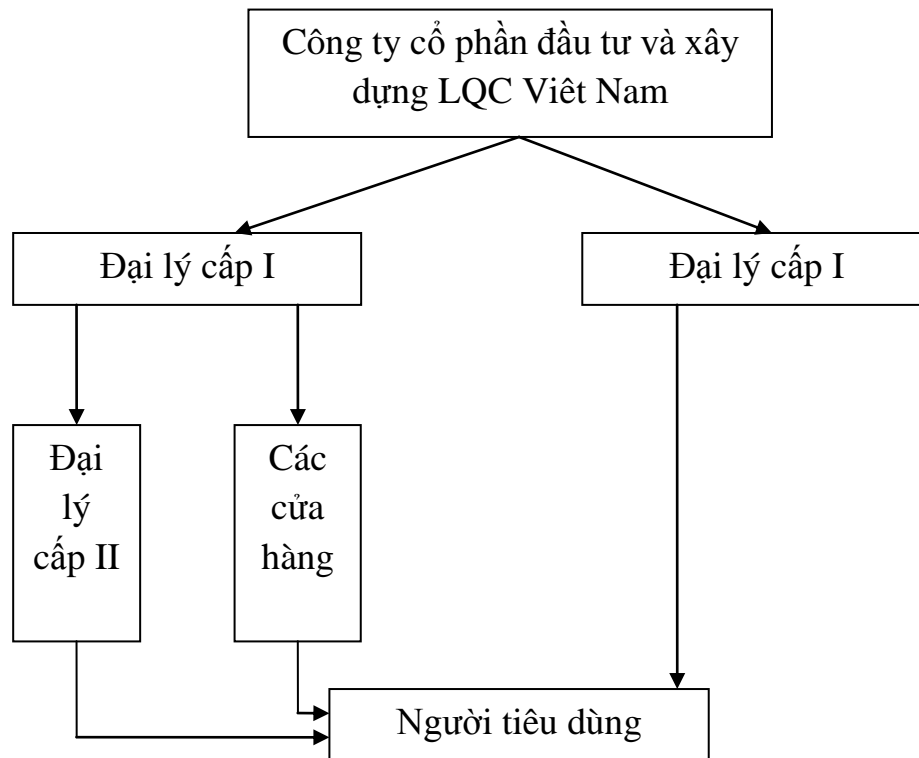 Công ty cổ phần đầu tư và xây
dựng LQC Viêt Nam
Đại lý cấp I
Đại lý cấp I
Đại
lý
cấp II
Các
cửa
hàng
Người tiêu dùng